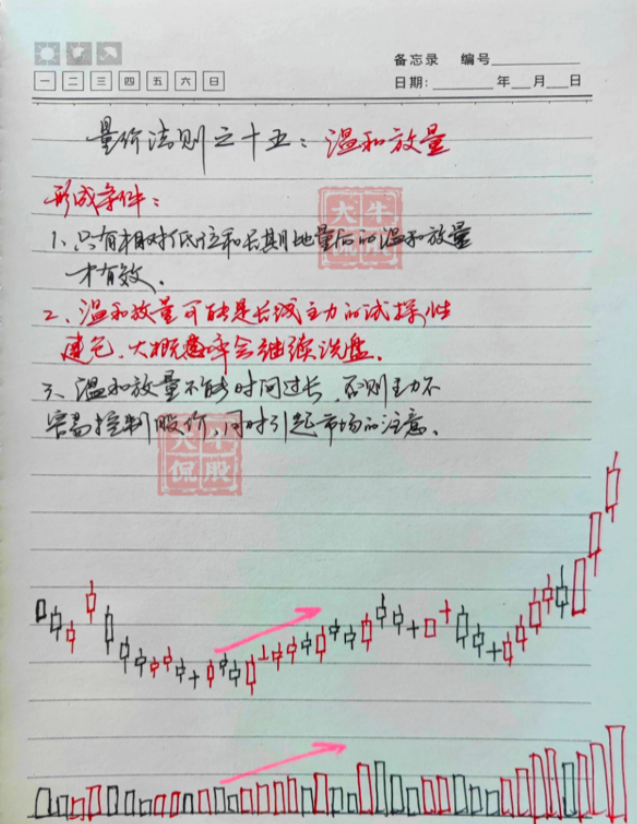 备忘录 编号
一 二 三 四 五 六 日
日期: 年 月 日
量价法则之十五：温和放量
形成条件：
1、只有相对低位和长期地量后的温和放量
才有效。
2、温和放量可能是长线主力的试探性
建仓、大概率会继续洗盘。
三、温和放量不能时间过长，否则主力不
容易控制股价，同时引起市场的注意。
大牛
侃股
大牛
侃股